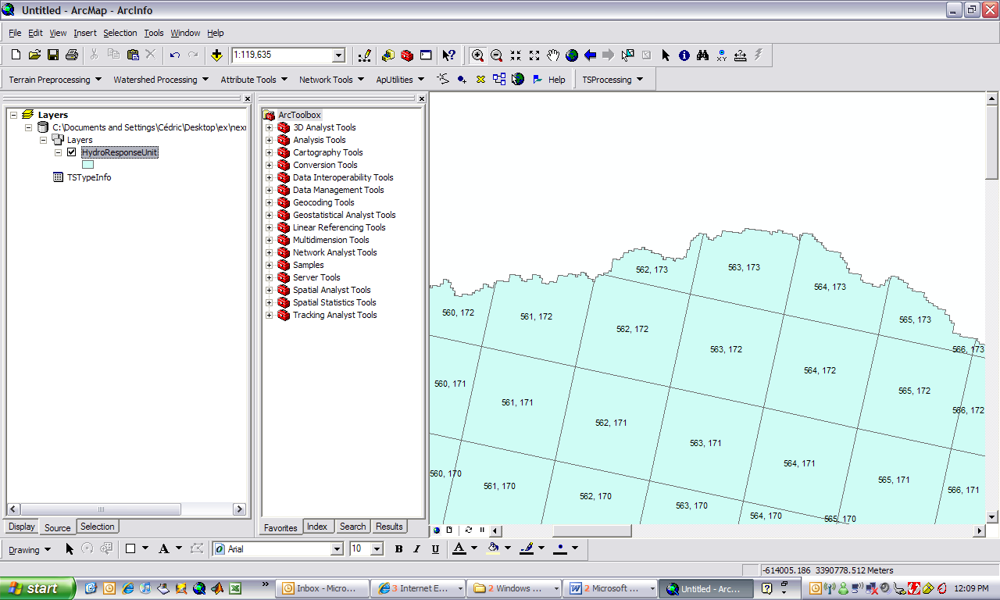 Untitled - ArcMap - ArcInfo
File Edit View Insert Selection Tools Window Help
1:119,635
Terrain Preprocessing Watershed Processing Attribute Tools Network Tools ApUtilities Help TSProcessing
Layers
C:\Documents and Settings\Cédric\Desktop\ex\nexr
Layers
HydroResponseUnit
TSTypeInfo
Display Source Selection
ArcToolbox
3D Analyst Tools
Analysis Tools
Cartography Tools
Conversion Tools
Data Interoperability Tools
Data Management Tools
Geocoding Tools
Geostatistical Analyst Tools
Linear Referencing Tools
Multidimension Tools
Network Analyst Tools
Samples
Server Tools
Spatial Analyst Tools
Spatial Statistics Tools
Tracking Analyst Tools
Favorites Index Search Results
562, 173
563, 173
564, 173
565, 173
566, 173
560, 172
561, 172
562, 172
563, 172
564, 172
565, 172
566, 172
560, 171
561, 171
562, 171
563, 171
564, 171
565, 171
566, 171
560, 170
561, 170
562, 170
563, 170
564, 170
565, 170
Drawing A Arial 10 B I U A
-614005.186 3390778.512 Meters
start Inbox - Micro... 3 Internet E... 2 Windows ... 2 Microsoft ... Untitled - Arc... 12:09 PM